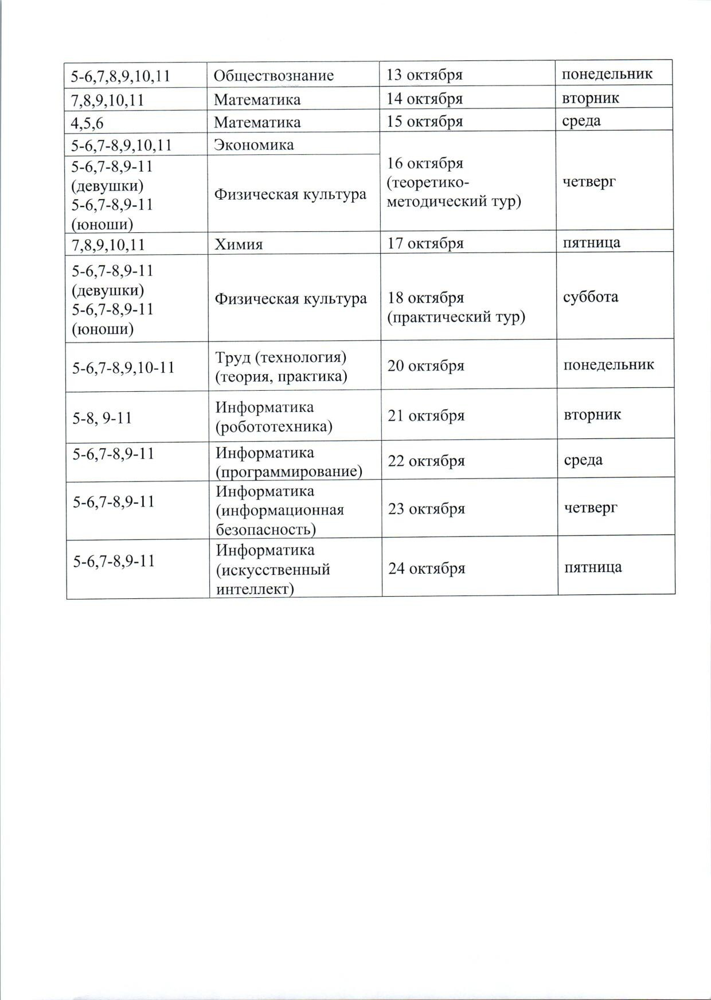 5-6,7,8,9,10,11 Обществознание 13 октября понедельник
7,8,9,10,11 Математика 14 октября вторник
4,5,6 Математика 15 октября среда
5-6,7-8,9,10,11 Экономика
16 октября
(теоретико-
методический тур)
четверг
5-6,7-8,9-11
(девушки)
5-6,7-8,9-11
(юноши)
Физическая культура
7,8,9,10,11 Химия 17 октября пятница
5-6,7-8,9-11
(девушки)
5-6,7-8,9-11
(юноши)
Физическая культура
18 октября
(практический тур)
суббота
5-6,7-8,9,10-11
Труд (технология)
(теория, практика)
20 октября
понедельник
5-8, 9-11
Информатика
(робототехника)
21 октября
вторник
5-6,7-8,9-11
Информатика
(программирование)
22 октября
среда
5-6,7-8,9-11
Информатика
(информационная
безопасность)
23 октября
четверг
5-6,7-8,9-11
Информатика
(искусственный
интеллект)
24 октября
пятница